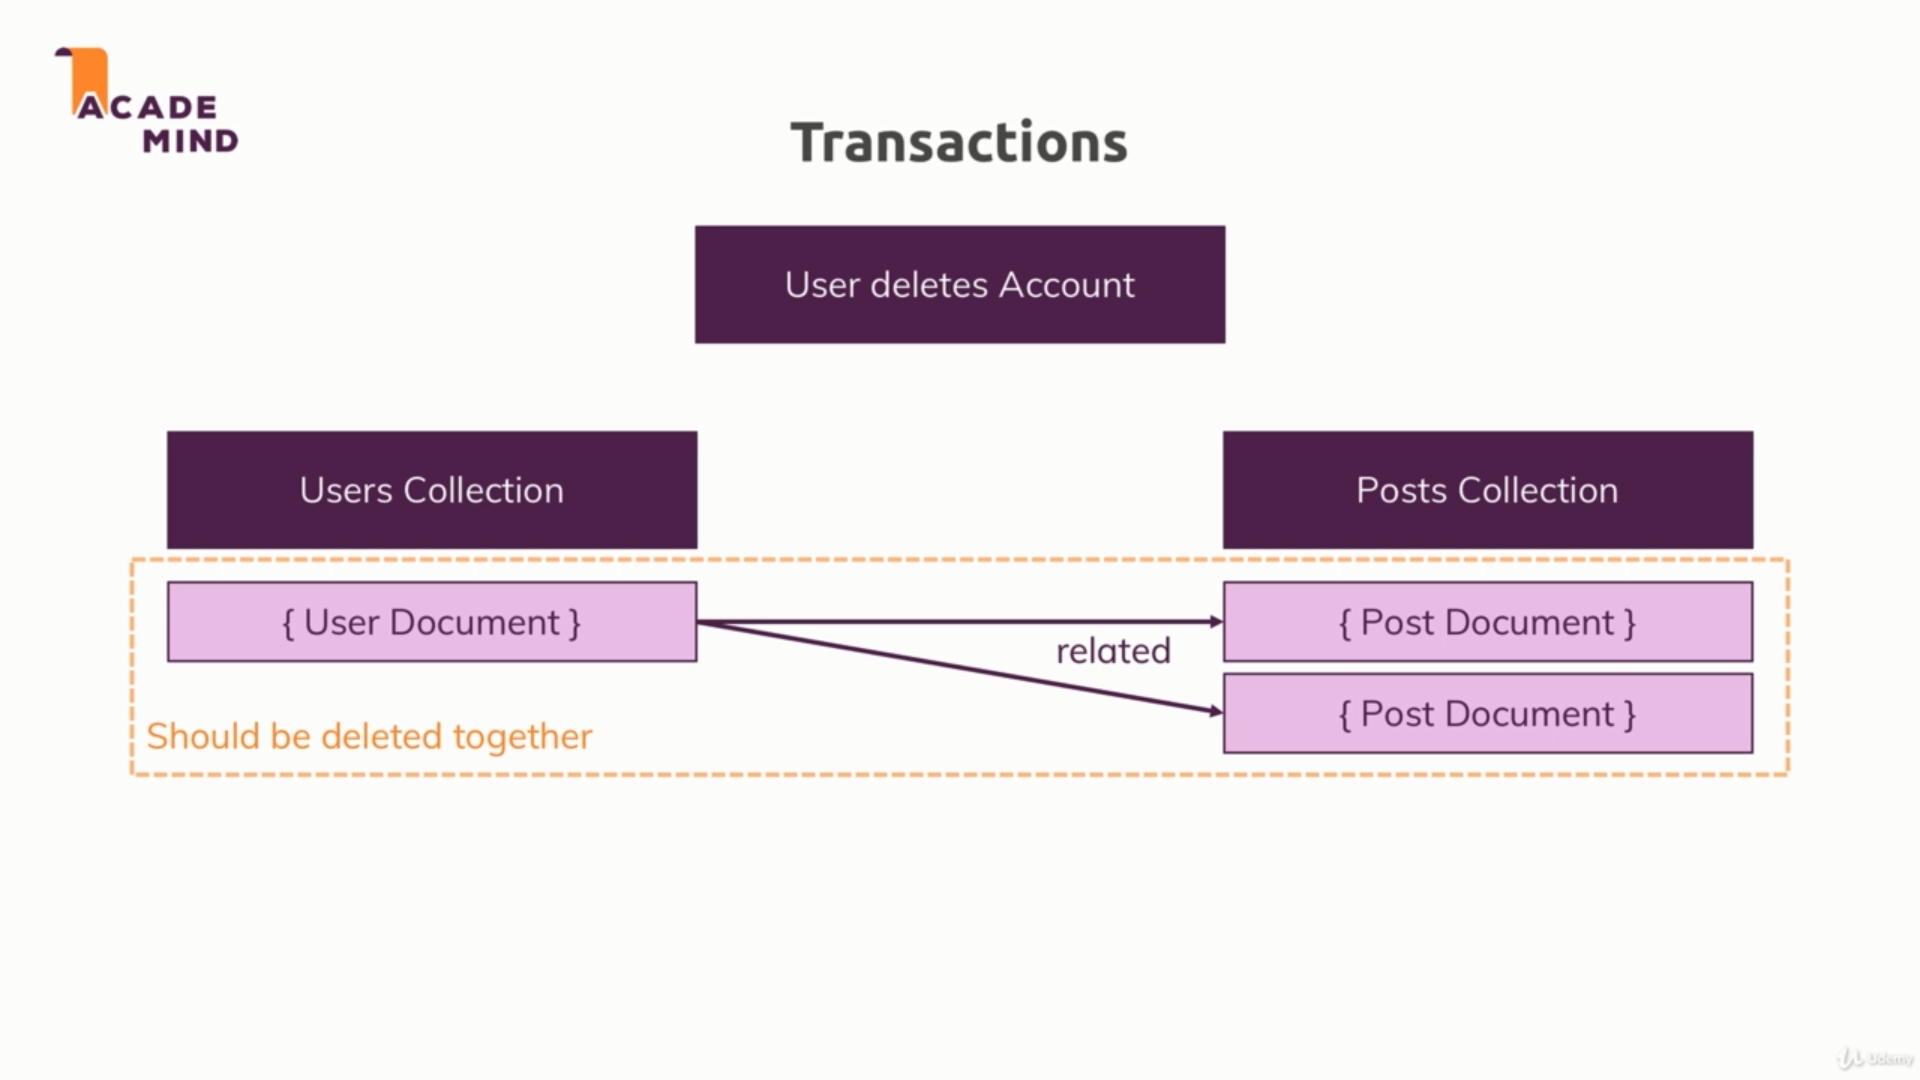 ACADE
MIND
Transactions
User deletes Account
Users Collection
Posts Collection
{ User Document }
{ Post Document }
related
{ Post Document }
Should be deleted together
Udemy